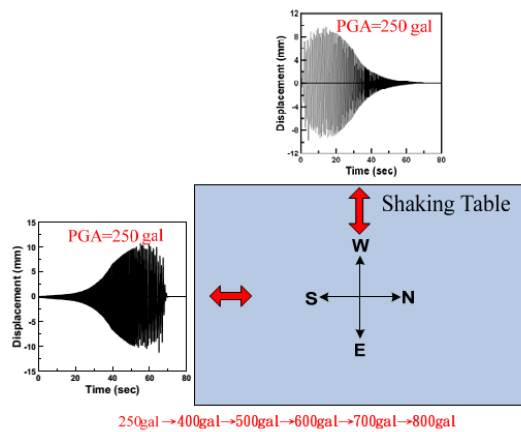 PGA=250 gal
Displacement (mm)
12
8
4
0
-4
-8
-12
0 20 40 60 80
Time (sec)
Shaking Table
W
S N
E
PGA=250 gal
Displacement (mm)
15
10
5
0
-5
-10
-15
0 20 40 60 80
Time (sec)
250gal→400gal→500gal→600gal→700gal→800gal